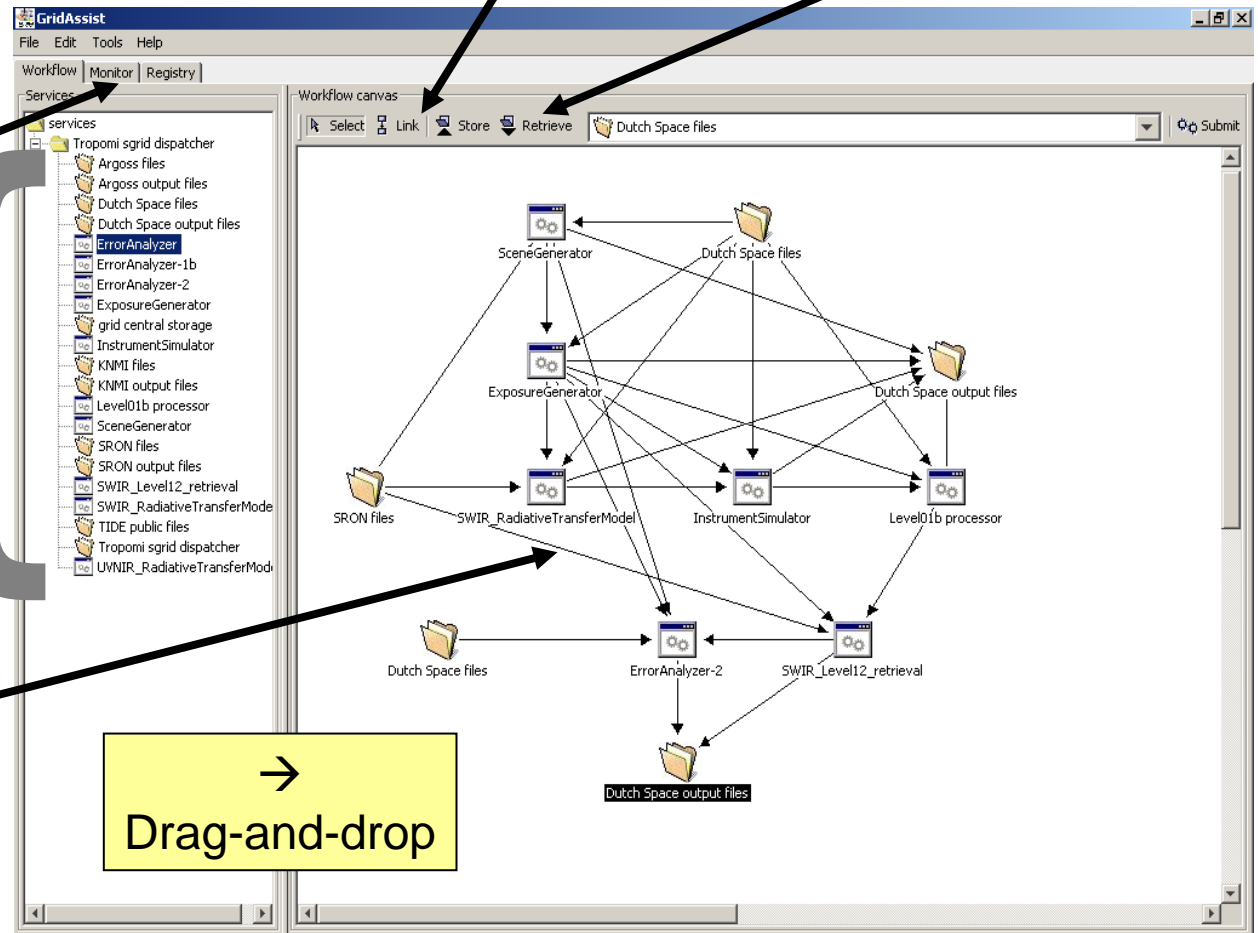 GridAssist
File Edit Tools Help
Workflow Monitor Registry
Services
services
Tropomi sgrid dispatcher
Argoss files
Argoss output files
Dutch Space files
Dutch Space output files
ErrorAnalyzer
ErrorAnalyzer-1b
ErrorAnalyzer-2
ExposureGenerator
grid central storage
InstrumentSimulator
KNMI files
KNMI output files
Level01b processor
SceneGenerator
SRON files
SRON output files
SWIR_Level12_retrieval
SWIR_RadiativeTransferMode
TIDE public files
Tropomi sgrid dispatcher
UVNIR_RadiativeTransferMod
Workflow canvas
Select Link Store Retrieve Dutch Space files Submit
SceneGenerator Dutch Space files
ExposureGenerator Dutch Space output files
SRON files SWIR_RadiativeTransferModel InstrumentSimulator Level01b processor
Dutch Space files ErrorAnalyzer-2 SWIR_Level12_retrieval
Dutch Space output files
→
Drag-and-drop